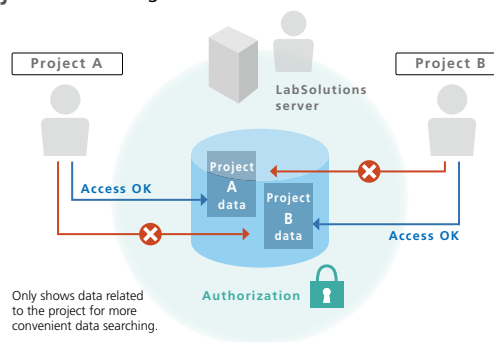 Project A
Project B
LabSolutions
server
Project
A
data
Project
B
data
Access OK
Access OK
Authorization
Only shows data related
to the project for more
convenient data searching.